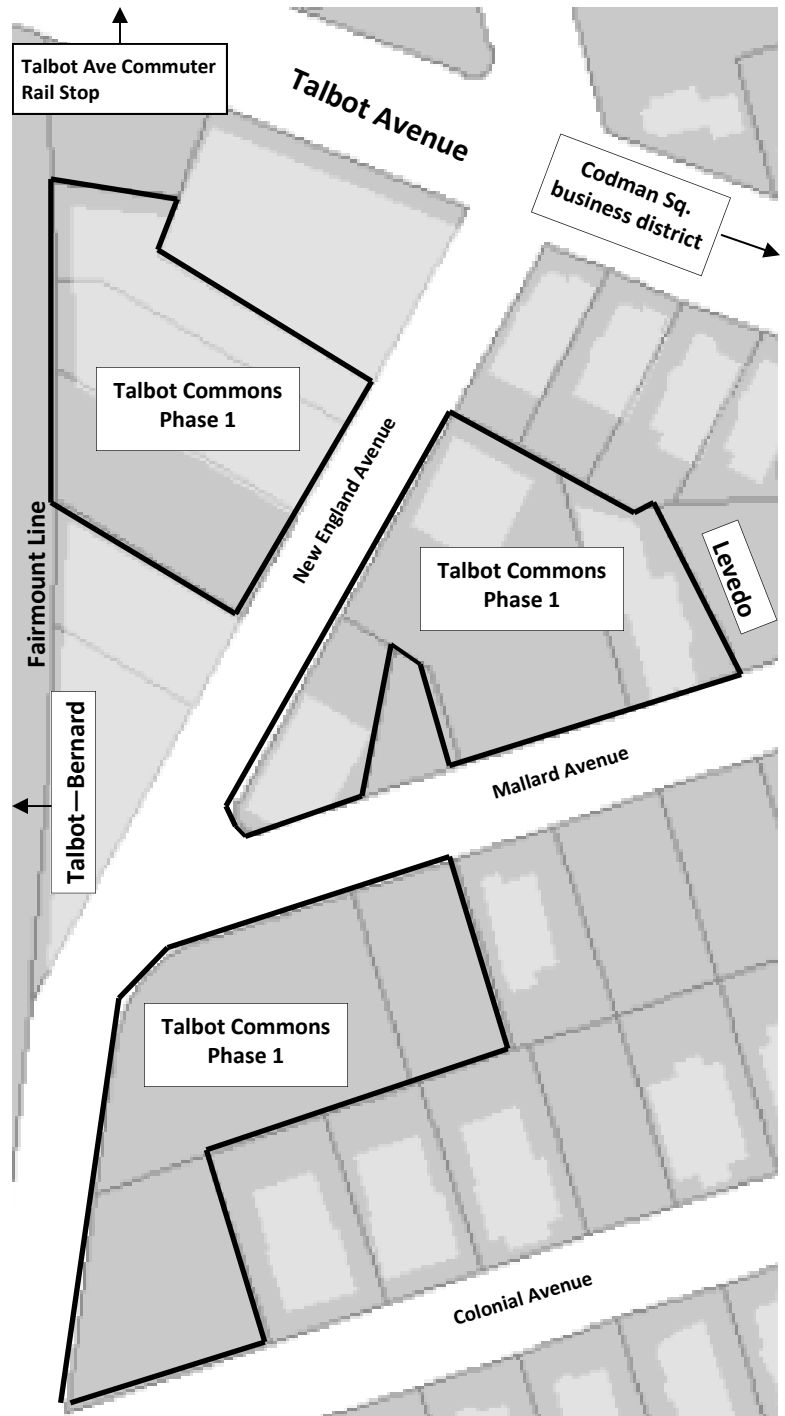 Talbot Ave Commuter
Rail Stop
Talbot Avenue
Codman Sq.
business district
Talbot Commons
Phase 1
New England Avenue
Fairmount Line
Talbot Commons
Phase 1
Levedo
Talbot—Bernard
Mallard Avenue
Talbot Commons
Phase 1
Colonial Avenue